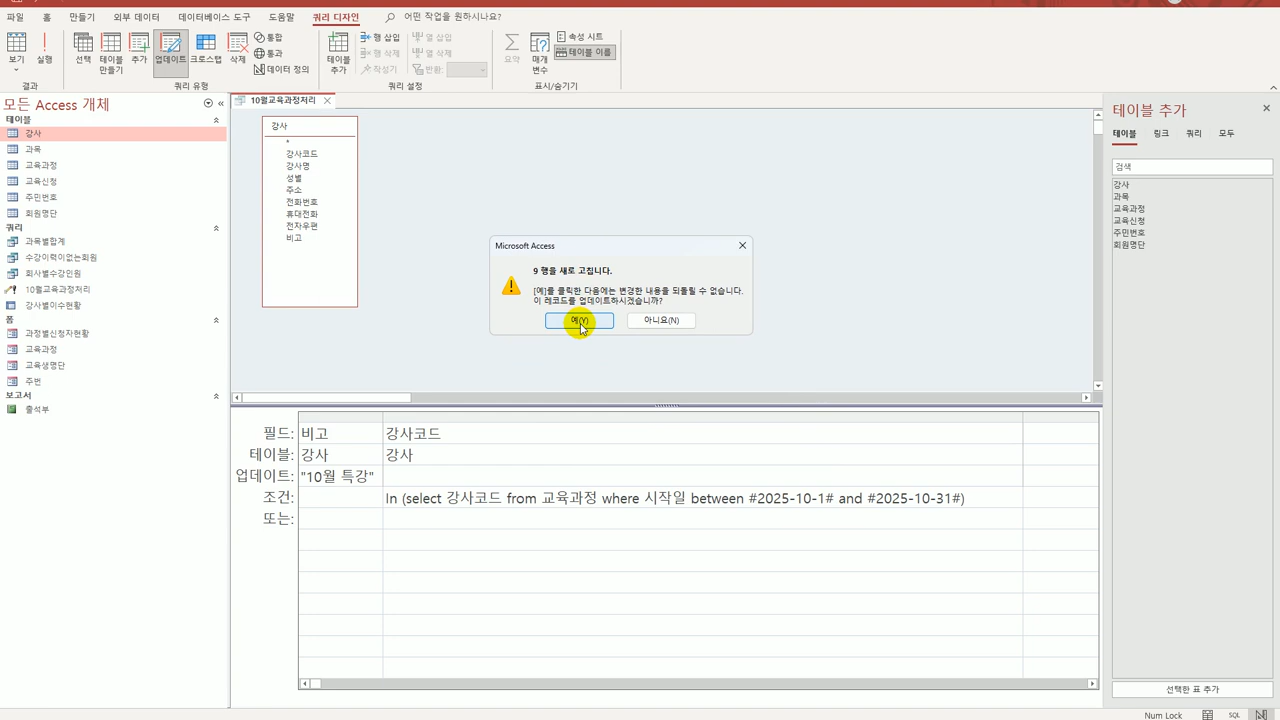 파일 홈 만들기 외부 데이터 데이터베이스 도구 도움말 쿼리 디자인 어떤 작업을 원하시나요?
보기
실행
결과
선택
테이블
만들기
추가
업데이트
크로스탭
삭제
통합
통과
데이터 정의
쿼리 유형
테이블
추가
행 삽입
행 삭제
작성기
열 삽입
열 삭제
반환:
쿼리 설정
요약
매개
변수
속성 시트
테이블 이름
표시/숨기기
모든 Access 개체
테이블
강사
과목
교육과정
교육신청
주민번호
회원명단
쿼리
과목별합계
수강이력이없는회원
회사별수강인원
10월교육과정처리
강사별이수현황
폼
과정별신청자현황
교육과정
교육생명단
주번
보고서
출석부
10월교육과정처리
강사
*
강사코드
강사명
성별
주소
전화번호
휴대전화
전자우편
비고
Microsoft Access
9 행을 새로 고칩니다.
[예]를 클릭한 다음에는 변경한 내용을 되돌릴 수 없습니다.
이 레코드를 업데이트하시겠습니까?
예(Y) 아니요(N)
필드: 비고 강사코드
테이블: 강사 강사
업데이트: "10월 특강"
조건: In (select 강사코드 from 교육과정 where 시작일 between #2025-10-1# and #2025-10-31#)
또는:
테이블 추가
테이블 링크 쿼리 모두
검색
강사
과목
교육과정
교육신청
주민번호
회원명단
선택한 표 추가
Num Lock SQL